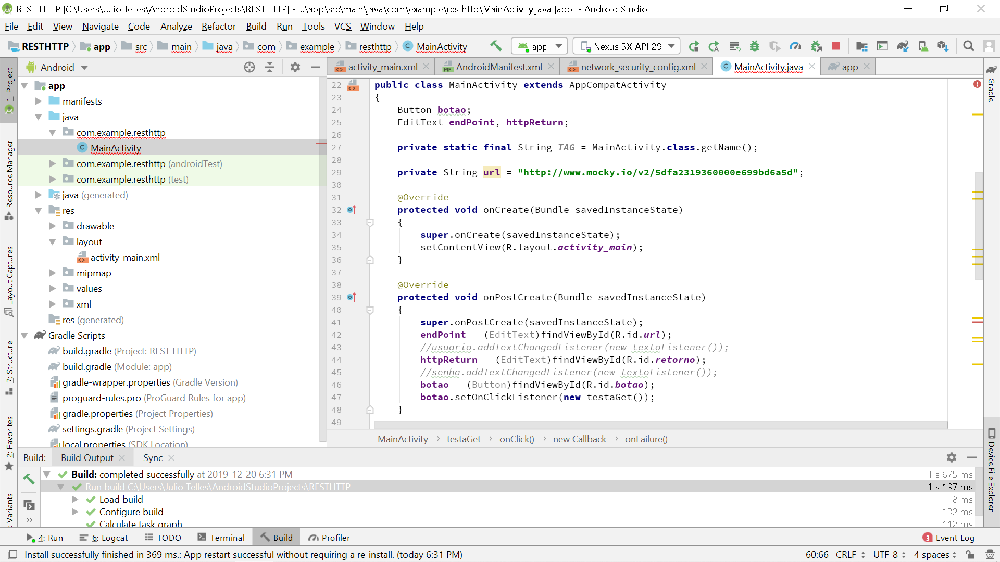 REST HTTP [C:\Users\Julio Telles\AndroidStudioProjects\RESTHTTP] - ...\app\src\main\java\com\example\resthttp\MainActivity.java [app] - Android Studio
File Edit View Navigate Code Analyze Refactor Build Run Tools VCS Window Help
RESTHTTP app src main java com example resthttp C MainActivity app Nexus 5X API 29
1: Project
Resource Manager
Layout Captures
7: Structure
2: Favorites
d Variants
Android
app
manifests
java
com.example.resthttp
C MainActivity
com.example.resthttp (androidTest)
com.example.resthttp (test)
java (generated)
res
drawable
layout
activity_main.xml
mipmap
values
xml
res (generated)
Gradle Scripts
build.gradle (Project: REST HTTP)
build.gradle (Module: app)
gradle-wrapper.properties (Gradle Version)
proguard-rules.pro (ProGuard Rules for app)
gradle.properties (Project Properties)
settings.gradle (Project Settings)
local.properties (SDK Location)
activity_main.xml MF AndroidManifest.xml network_security_config.xml C MainActivity.java app
22 public class MainActivity extends AppCompatActivity
23 {
24 Button botao;
25 EditText endPoint, httpReturn;
26
27 private static final String TAG = MainActivity.class.getName();
28
29 private String url = "http://www.mocky.io/v2/5dfa2319360000e699bd6a5d";
30
31 @Override
32 protected void onCreate(Bundle savedInstanceState)
33 {
34 super.onCreate(savedInstanceState);
35 setContentView(R.layout.activity_main);
36 }
37
38 @Override
39 protected void onPostCreate(Bundle savedInstanceState)
40 {
41 super.onPostCreate(savedInstanceState);
42 endPoint = (EditText)findViewById(R.id.url);
43 //usuario.addTextChangedListener(new textoListener());
44 httpReturn = (EditText)findViewById(R.id.retorno);
45 //senha.addTextChangedListener(new textoListener());
46 botao = (Button)findViewById(R.id.botao);
47 botao.setOnClickListener(new testaGet());
48 }
49
MainActivity › testaGet › onClick() › new Callback › onFailure()
Gradle
Device File Explorer
Build: Build Output Sync
Build: completed successfully at 2019-12-20 6:31 PM 1 s 675 ms
Run build C:\Users\Julio Telles\AndroidStudioProjects\RESTHTTP 1 s 197 ms
Load build 8 ms
Configure build 132 ms
Calculate task graph 112 ms
4: Run 6: Logcat TODO Terminal Build Profiler 3 Event Log
Install successfully finished in 369 ms.: App restart successful without requiring a re-install. (today 6:31 PM) 60:66 CRLF UTF-8 4 spaces